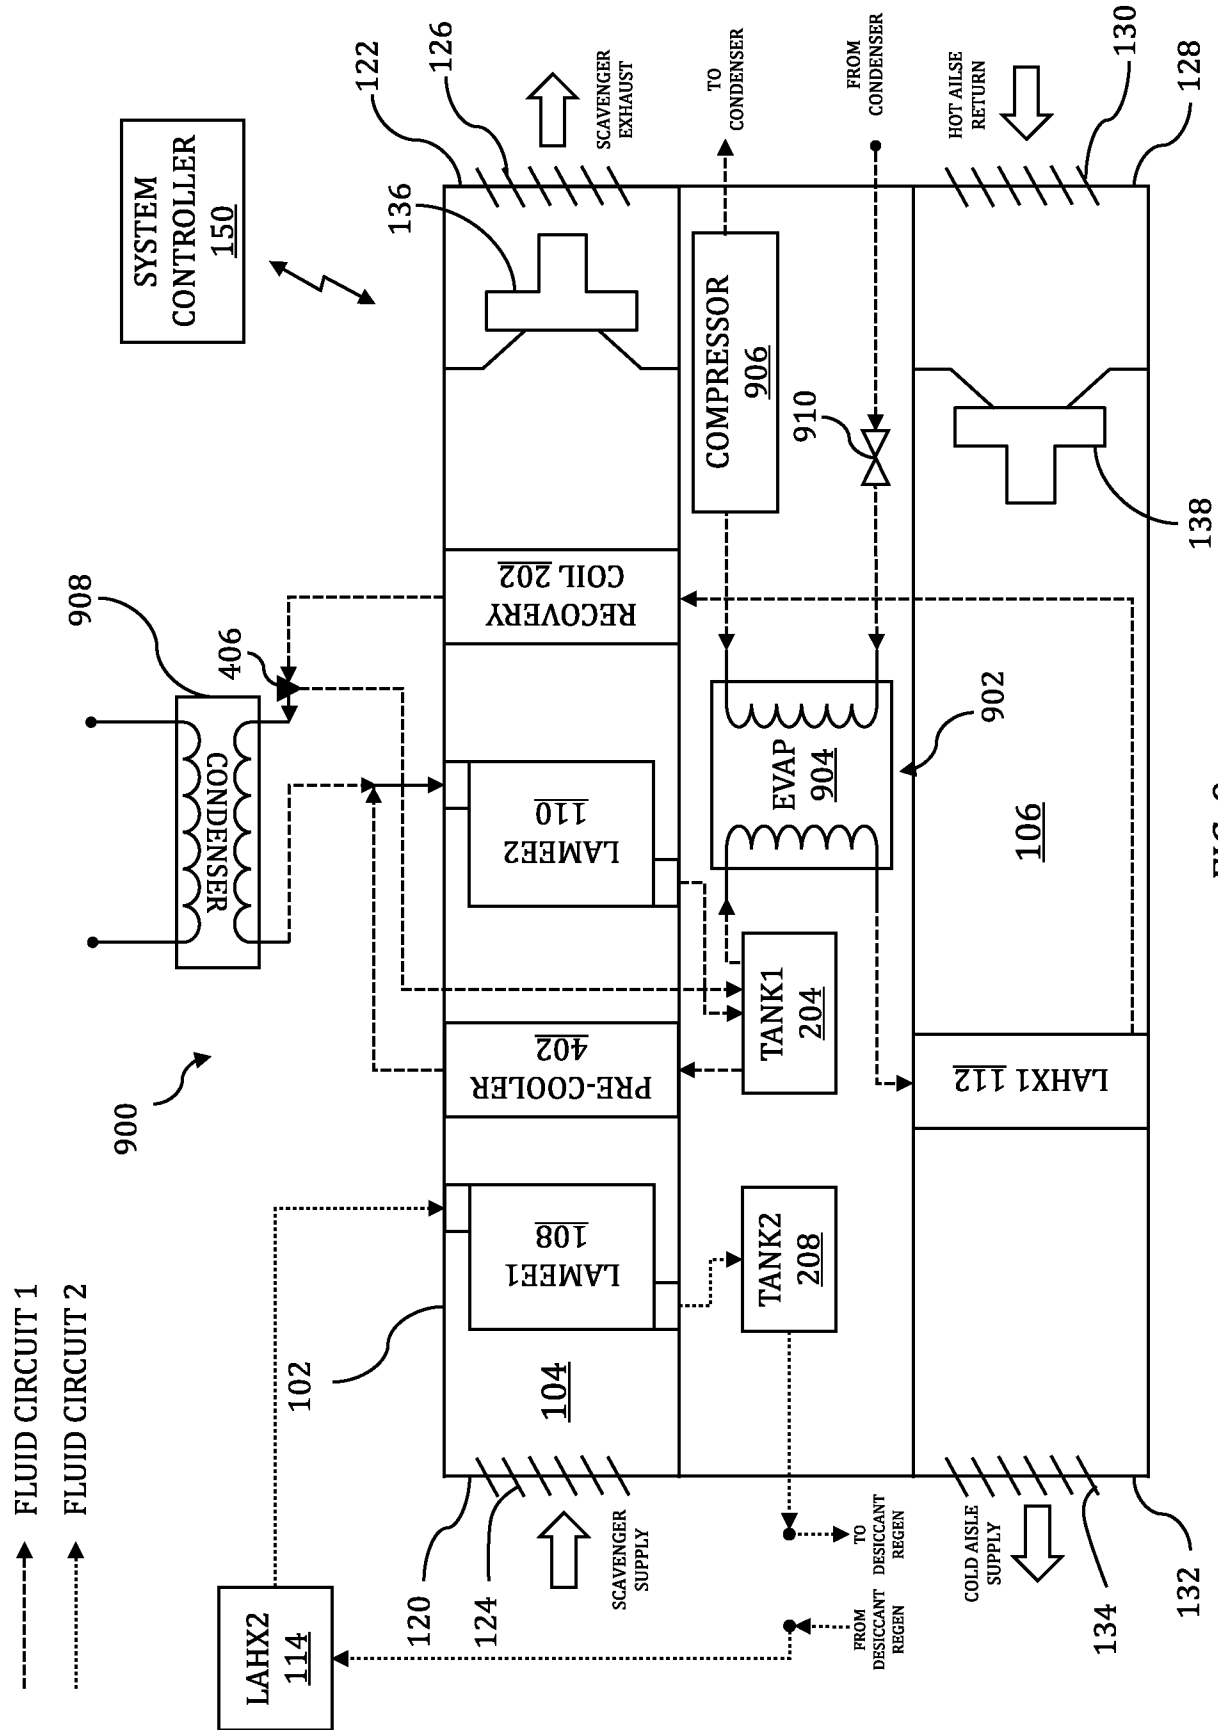 FLUID CIRCUIT 1
FLUID CIRCUIT 2
SYSTEM
CONTROLLER
150
900
908
CONDENSER
406
LAHX2
114
102
120
124
122
126
136
SCAVENGER
SUPPLY
SCAVENGER
EXHAUST
104
LAMEE1
108
PRE-COOLER
402
LAMEE2
110
RECOVERY
COIL 202
TANK2
208
TANK1
204
EVAP
904
902
COMPRESSOR
906
910
TO
CONDENSER
FROM
CONDENSER
FROM
DESICCANT
REGEN
TO
DESICCANT
REGEN
COLD AISLE
SUPPLY
HOT AILSE
RETURN
LAHX1 112
106
138
130
128
134
132